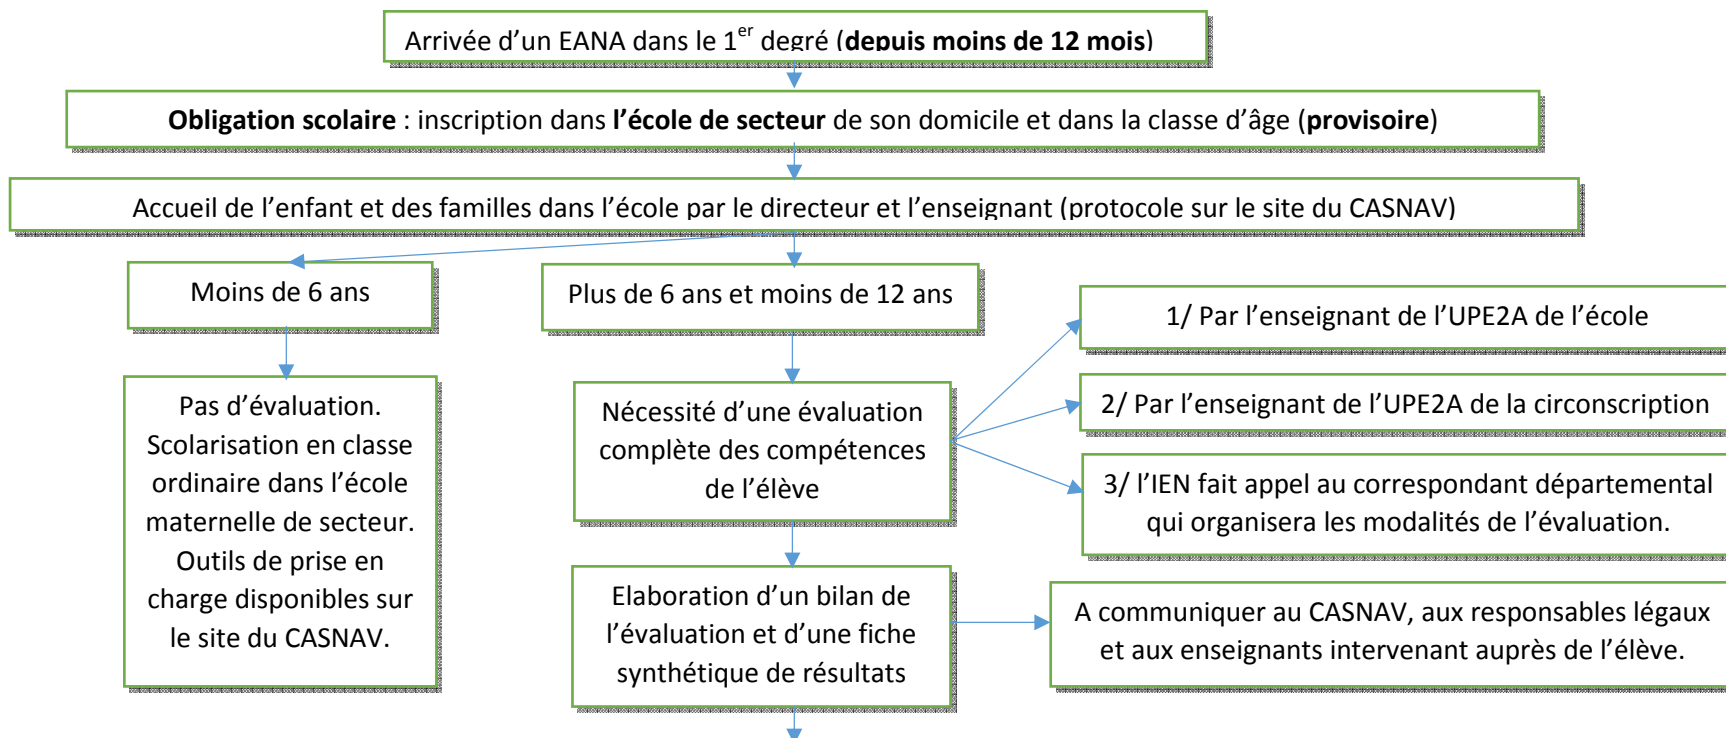 Arrivée d'un EANA dans le 1er degré (depuis moins de 12 mois)
Obligation scolaire : inscription dans l'école de secteur de son domicile et dans la classe d'âge (provisoire)
Accueil de l'enfant et des familles dans l'école par le directeur et l'enseignant (protocole sur le site du CASNAV)
Moins de 6 ans
Plus de 6 ans et moins de 12 ans
Pas d'évaluation.
Scolarisation en classe
ordinaire dans l'école
maternelle de secteur.
Outils de prise en
charge disponibles sur
le site du CASNAV.
Nécessité d'une évaluation
complète des compétences
de l'élève
1/ Par l'enseignant de l'UPE2A de l'école
2/ Par l'enseignant de l'UPE2A de la circonscription
3/ l'IEN fait appel au correspondant départemental
qui organisera les modalités de l'évaluation.
Elaboration d'un bilan de
l'évaluation et d'une fiche
synthétique de résultats
A communiquer au CASNAV, aux responsables légaux
et aux enseignants intervenant auprès de l'élève.